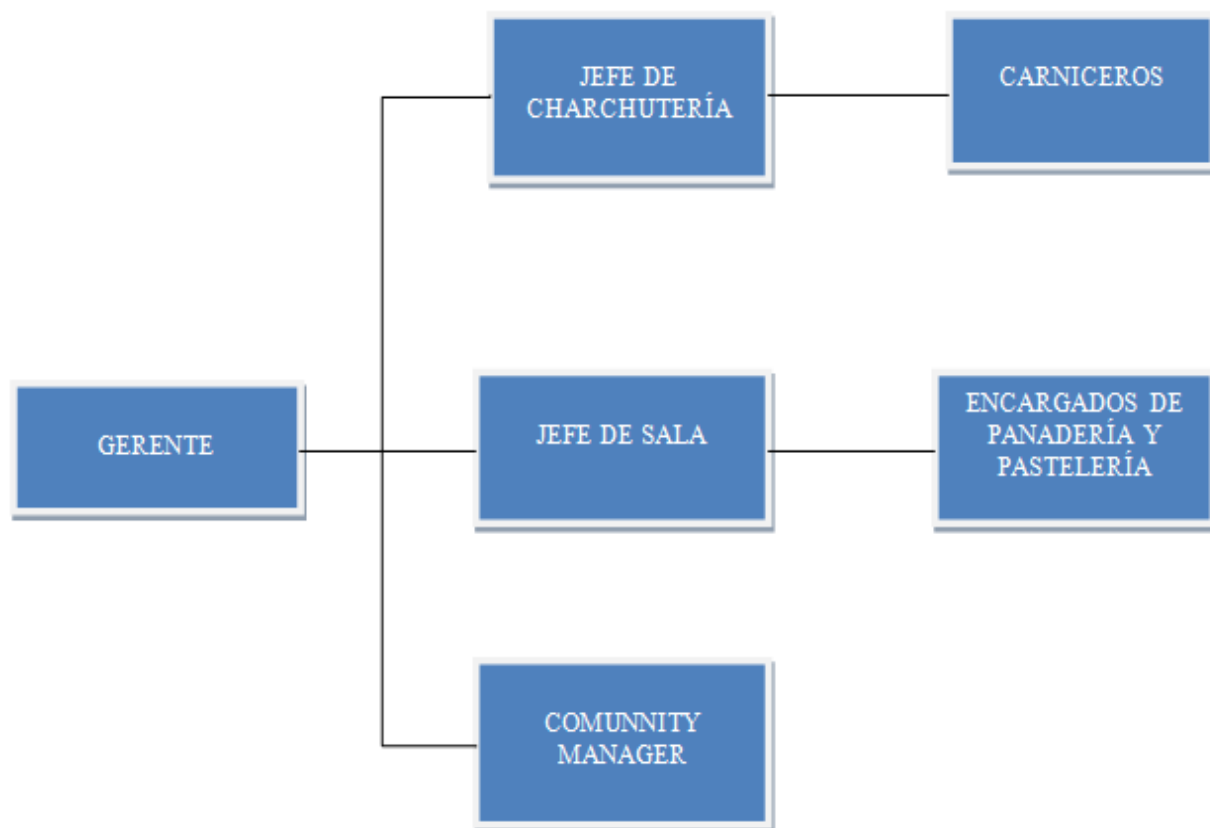 JEFE DE
CHARCHUTERÍA
CARNICEROS
GERENTE
JEFE DE SALA
ENCARGADOS DE
PANADERÍA Y
PASTELERÍA
COMUNNITY
MANAGER